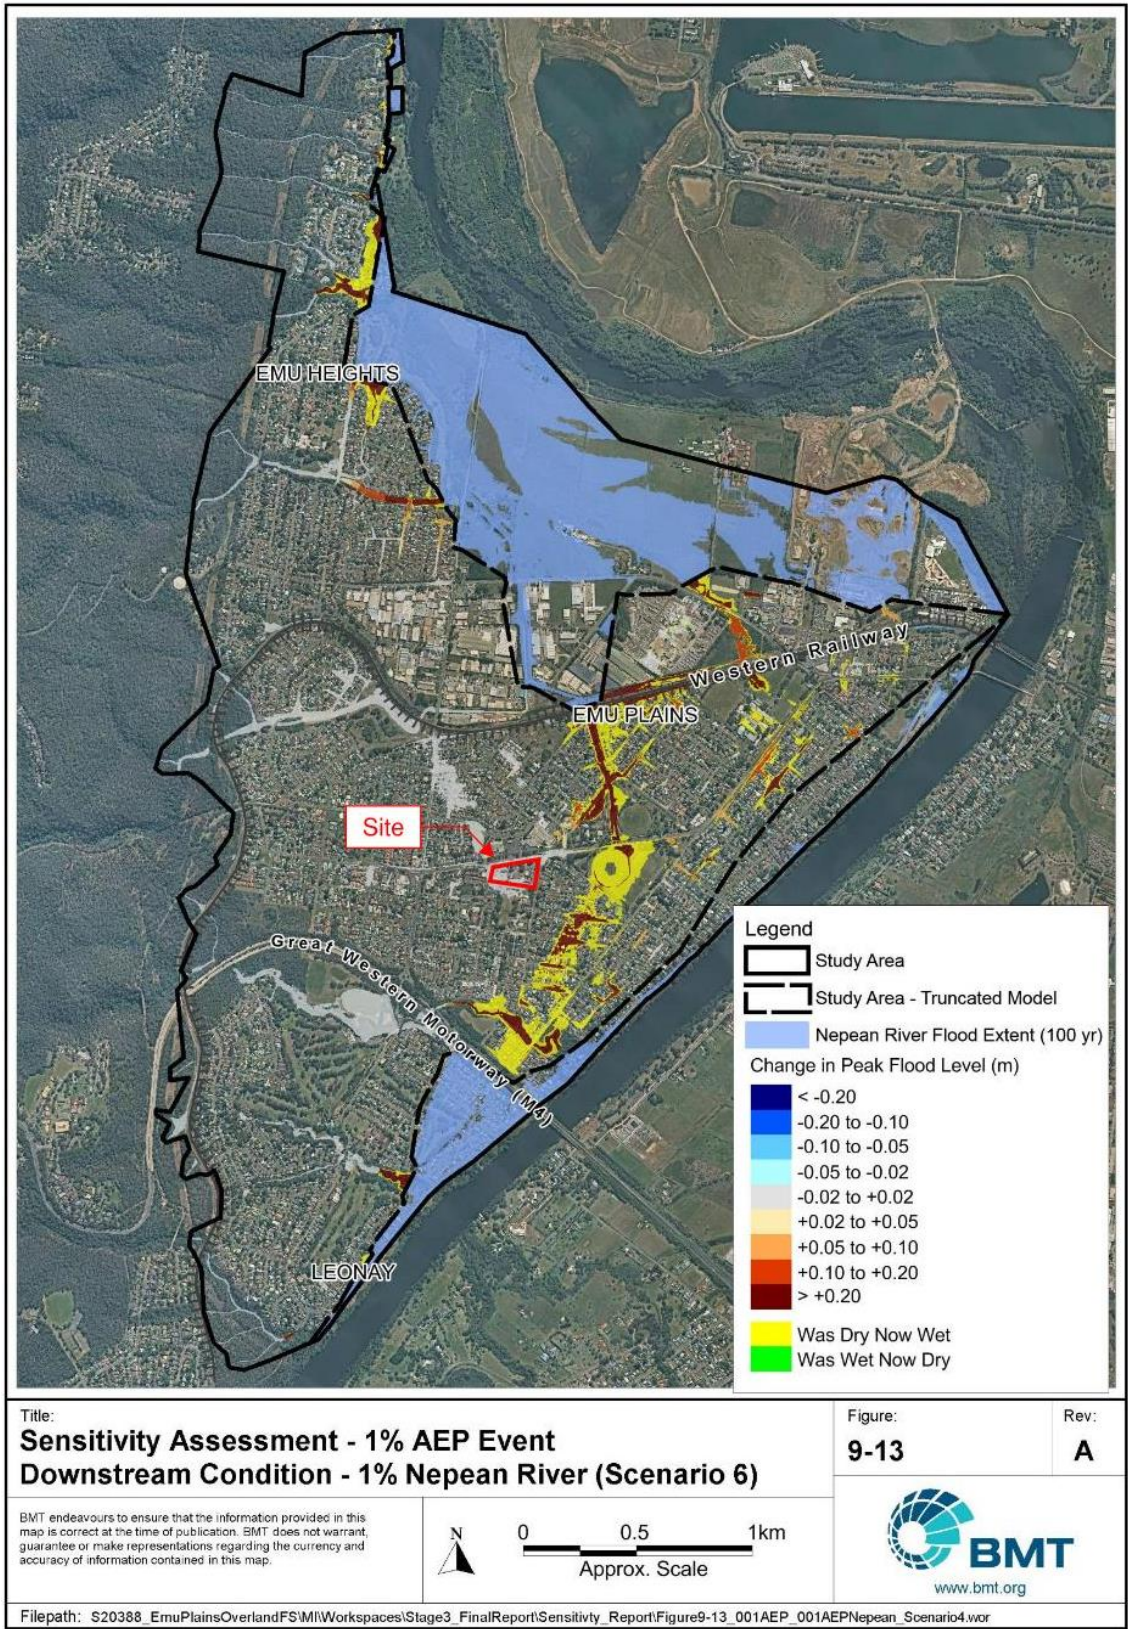 EMU HEIGHTS
Western Railway
EMU PLAINS
Site
Great Western Motorway (M4)
LEONAY
Legend
Study Area
Study Area - Truncated Model
Nepean River Flood Extent (100 yr)
Change in Peak Flood Level (m)
< -0.20
-0.20 to -0.10
-0.10 to -0.05
-0.05 to -0.02
-0.02 to +0.02
+0.02 to +0.05
+0.05 to +0.10
+0.10 to +0.20
> +0.20
Was Dry Now Wet
Was Wet Now Dry
Title:
Sensitivity Assessment - 1% AEP Event
Downstream Condition - 1% Nepean River (Scenario 6)
Figure:
9-13
Rev:
A
BMT endeavours to ensure that the information provided in this
map is correct at the time of publication. BMT does not warrant,
guarantee or make representations regarding the currency and
accuracy of information contained in this map.
N
0 0.5 1km
Approx. Scale
BMT
www.bmt.org
Filepath: S20388_EmuPlainsOverlandFS\MI\Workspaces\Stage3_FinalReport\Sensitivty_Report\Figure9-13_001AEP_001AEPNepean_Scenario4.wor